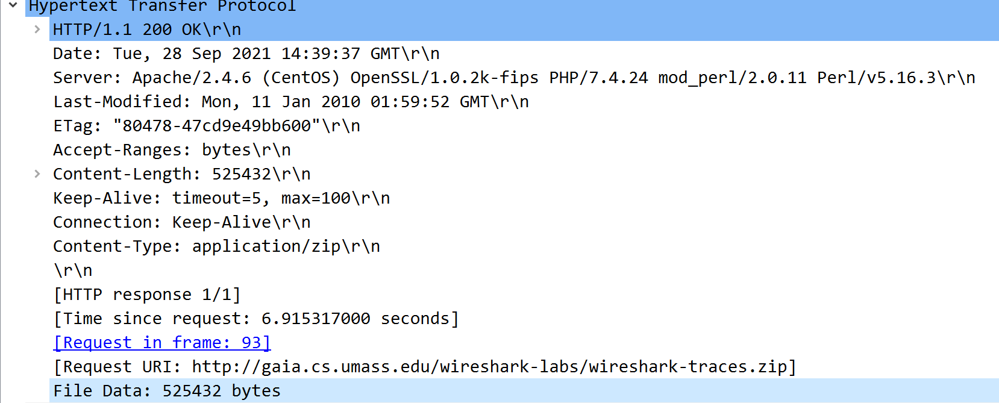 Hypertext Transfer Protocol
HTTP/1.1 200 OK\r\n
Date: Tue, 28 Sep 2021 14:39:37 GMT\r\n
Server: Apache/2.4.6 (CentOS) OpenSSL/1.0.2k-fips PHP/7.4.24 mod_perl/2.0.11 Perl/v5.16.3\r\n
Last-Modified: Mon, 11 Jan 2010 01:59:52 GMT\r\n
ETag: "80478-47cd9e49bb600"\r\n
Accept-Ranges: bytes\r\n
Content-Length: 525432\r\n
Keep-Alive: timeout=5, max=100\r\n
Connection: Keep-Alive\r\n
Content-Type: application/zip\r\n
\r\n
[HTTP response 1/1]
[Time since request: 6.915317000 seconds]
[Request in frame: 93]
[Request URI: http://gaia.cs.umass.edu/wireshark-labs/wireshark-traces.zip]
File Data: 525432 bytes